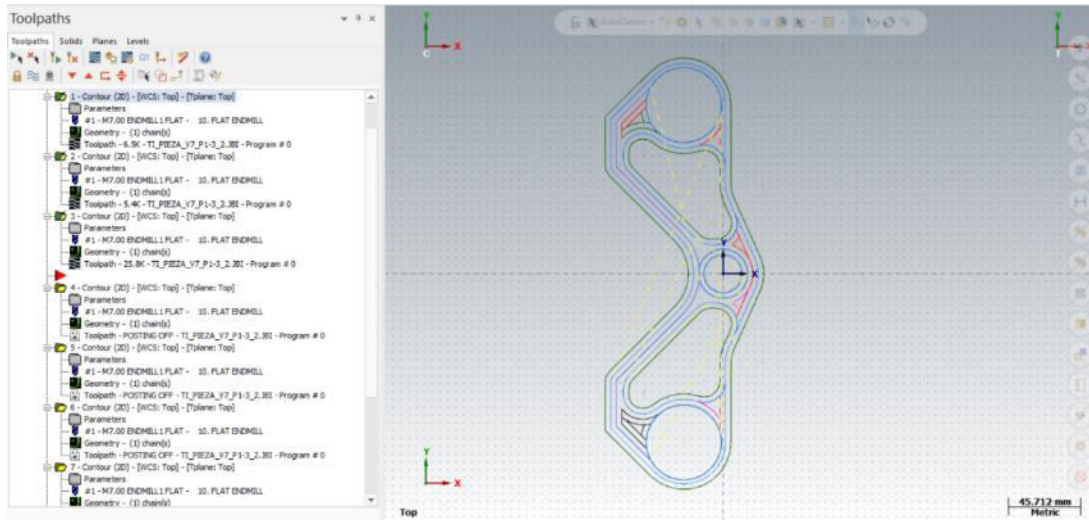 Toolpaths
Toolpaths Solids Planes Levels
1 - Contour (2D) - [WCS: Top] - [Tplane: Top]
Parameters
#1 - M7.00 ENDMILL1 FLAT - 10. FLAT ENDMILL
Geometry - (1) chain(s)
Toolpath - 6.5K - TI_PIEZA_V7_P1-3_2.JBI - Program # 0
2 - Contour (2D) - [WCS: Top] - [Tplane: Top]
Parameters
#1 - M7.00 ENDMILL1 FLAT - 10. FLAT ENDMILL
Geometry - (1) chain(s)
Toolpath - 5.4K - TI_PIEZA_V7_P1-3_2.JBI - Program # 0
3 - Contour (2D) - [WCS: Top] - [Tplane: Top]
Parameters
#1 - M7.00 ENDMILL1 FLAT - 10. FLAT ENDMILL
Geometry - (1) chain(s)
Toolpath - 25.8K - TI_PIEZA_V7_P1-3_2.JBI - Program # 0
4 - Contour (2D) - [WCS: Top] - [Tplane: Top]
Parameters
#1 - M7.00 ENDMILL1 FLAT - 10. FLAT ENDMILL
Geometry - (1) chain(s)
Toolpath - POSTING OFF - TI_PIEZA_V7_P1-3_2.JBI - Program # 0
5 - Contour (2D) - [WCS: Top] - [Tplane: Top]
Parameters
#1 - M7.00 ENDMILL1 FLAT - 10. FLAT ENDMILL
Geometry - (1) chain(s)
Toolpath - POSTING OFF - TI_PIEZA_V7_P1-3_2.JBI - Program # 0
6 - Contour (2D) - [WCS: Top] - [Tplane: Top]
Parameters
#1 - M7.00 ENDMILL1 FLAT - 10. FLAT ENDMILL
Geometry - (1) chain(s)
Toolpath - POSTING OFF - TI_PIEZA_V7_P1-3_2.JBI - Program # 0
7 - Contour (2D) - [WCS: Top] - [Tplane: Top]
Parameters
#1 - M7.00 ENDMILL1 FLAT - 10. FLAT ENDMILL
Geometry - (1) chain(s)
AutoCursor
Y
X
C
Y
T
Y
X
Y
X
Top
45.712 mm
Metric